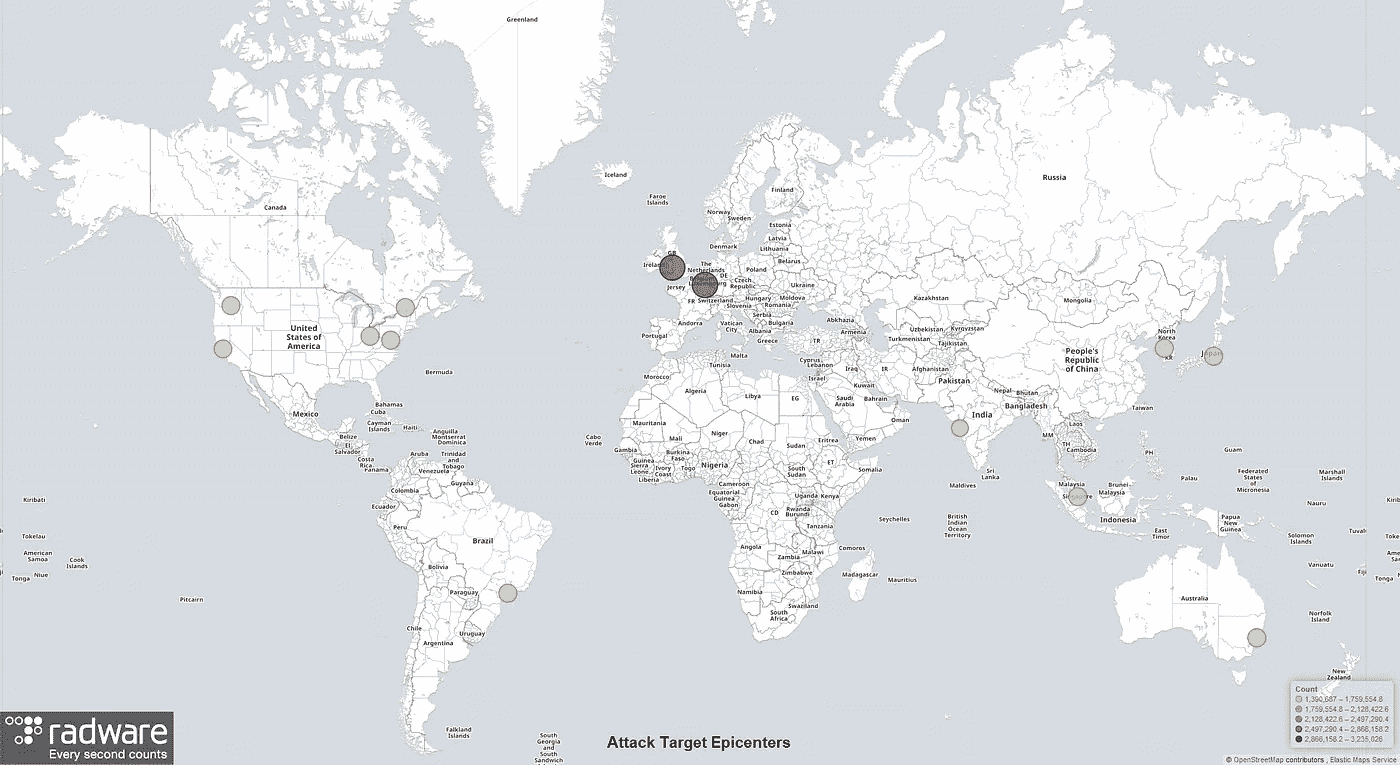 Greenland
Iceland
Faroe
Islands
Finland
Norway
Sweden
Russia
Canada
Estonia
Latvia
Lithuania
Denmark
Belarus
GB
Ireland
The
Netherlands
DE
Poland
Czech
Republic
Ukraine
Jersey
FR
Switzerland
Slovenia
Hungary
Moldova
Romania
Serbia
Bulgaria
Andorra
Vatican
City
Albania
Greece
Portugal
Abkhazia
Armenia
TR
Kazakhstan
Mongolia
Uzbekistan
Kyrgyzstan
Turkmenistan
Tajikistan
North
Korea
KR
Japan
United
States of
America
People's
Republic
of China
Malta
Tunisia
Cyprus
Lebanon
Israel
Iraq
IR
Afghanistan
Pakistan
Kuwait
Bermuda
Morocco
Algeria
Libya
EG
Saudi
Arabia
Bahrain
Nepal
Bhutan
Bangladesh
Taiwan
Mexico
Bahamas
Cuba
Cayman
Islands
Haiti
Oman
India
Mauritania
Mali
Niger
Chad
Sudan
Eritrea
Yemen
Laos
MM
TH
Cambodia
PH
Guam
Belize
El
Salvador
Costa
Rica
Panama
Anguilla
Montserrat
Dominica
Aruba
Trinidad
and
Tobago
Venezuela
Guyana
Colombia
Cabo
Verde
Gambia
Guinea
Sierra
Leone
Liberia
Burkina
Faso
Ivory
Coast
Togo
Nigeria
Cameroon
Equatorial
Guinea
Gabon
South
Sudan
ET
Somalia
Sri
Lanka
Maldives
Malaysia
Singapore
Brunei
Malaysia
Palau
Federated
States of
Micronesia
Marshall
Islands
Kiribati
Ecuador
Peru
Brazil
Uganda
Kenya
Rwanda
Burundi
CD
Tanzania
Seychelles
British
Indian
Ocean
Territory
Indonesia
East
Timor
Papua
New
Guinea
Nauru
Solomon
Islands
Tokelau
American
Samoa
Cook
Islands
Tonga
Niue
Bolivia
Angola
Zambia
Malawi
Comoros
Zimbabwe
Madagascar
Mauritius
Vanuatu
Tonga
Pitcairn
Paraguay
Namibia
Swaziland
South
Africa
Australia
Norfolk
Island
Chile
Uruguay
Argentina
New
Zealand
Falkland
Islands
South
Georgia
and
South
Sandwich
Count
1,390,687 – 1,759,554.8
1,759,554.8 – 2,128,422.6
2,128,422.6 – 2,497,290.4
2,497,290.4 – 2,866,158.2
2,866,158.2 – 3,235,026
radware
Every second counts
Attack Target Epicenters
© OpenStreetMap contributors , Elastic Maps Service